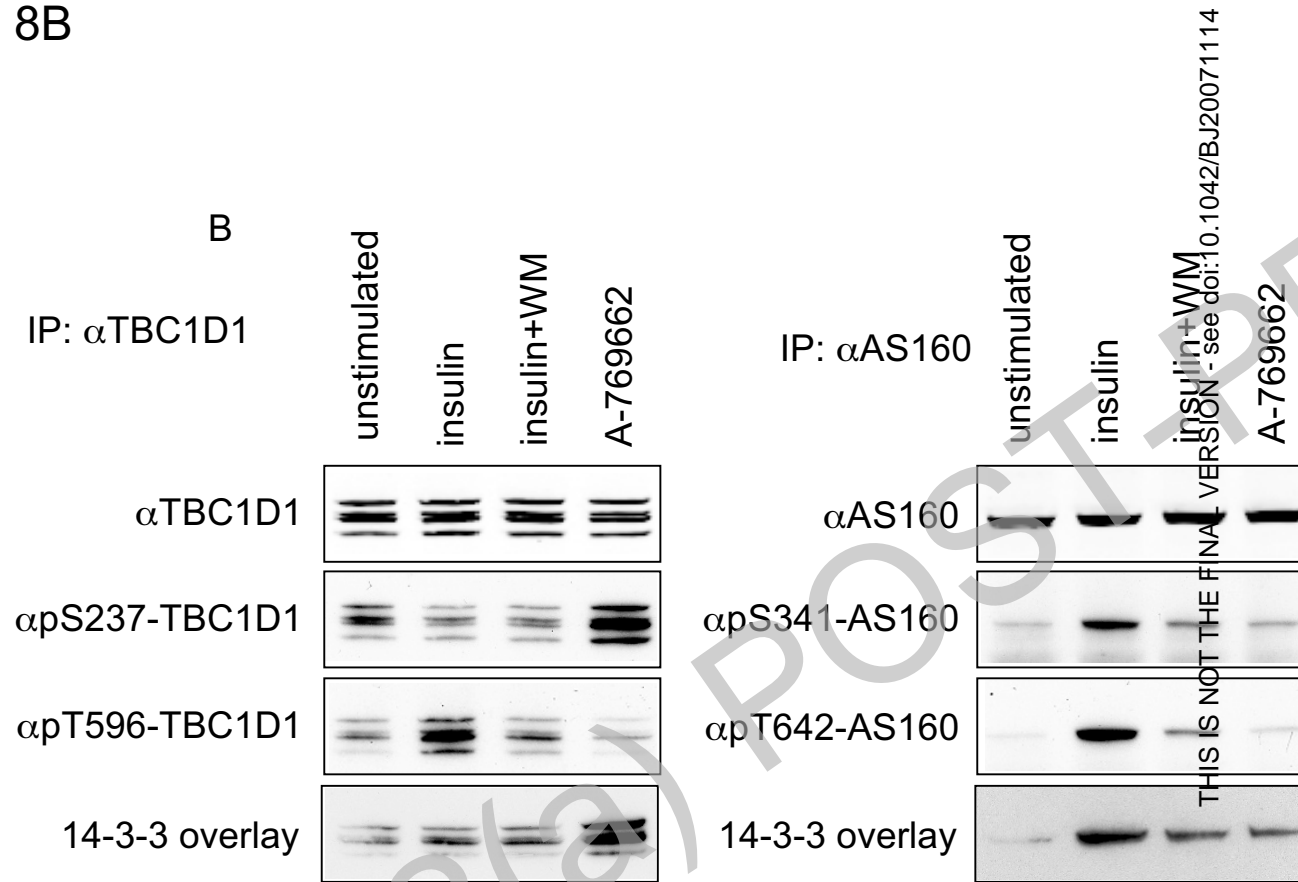 8B
B
IP: αTBC1D1
unstimulated
insulin
insulin+WM
A-769662
αTBC1D1
αpS237-TBC1D1
αpT596-TBC1D1
14-3-3 overlay
IP: αAS160
unstimulated
insulin
insulin+WM
A-769662
αAS160
αpS341-AS160
αpT642-AS160
14-3-3 overlay
THIS IS NOT THE FINAL VERSION - see doi:10.1042/BJ20071114
(a) POST-